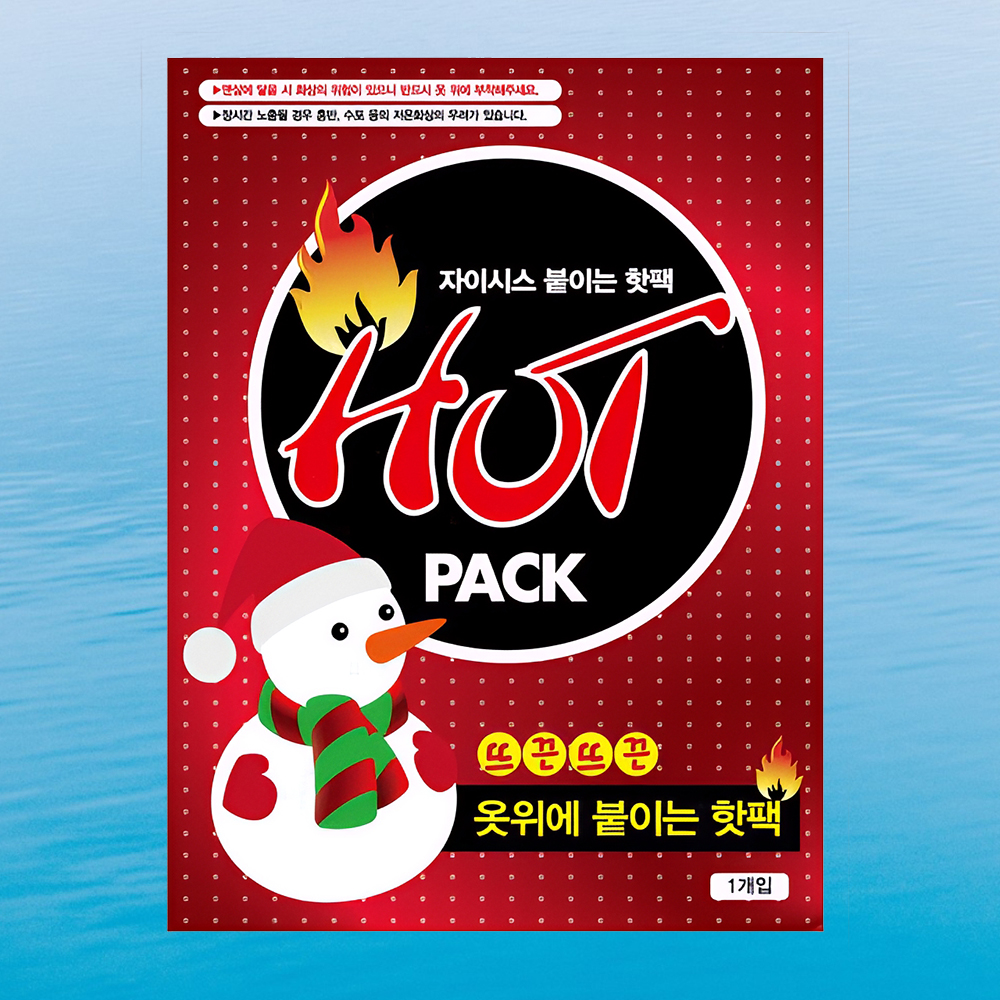 ▶맨살에 닿을 시 화상의 위험이 있으니 반드시 옷 위에 부착해주세요.
▶장시간 노출될 경우 홍반, 수포 등의 저온화상의 우려가 있습니다.
자이시스 붙이는 핫팩
HOT
PACK
뜨끈뜨끈
옷위에 붙이는 핫팩
1개입